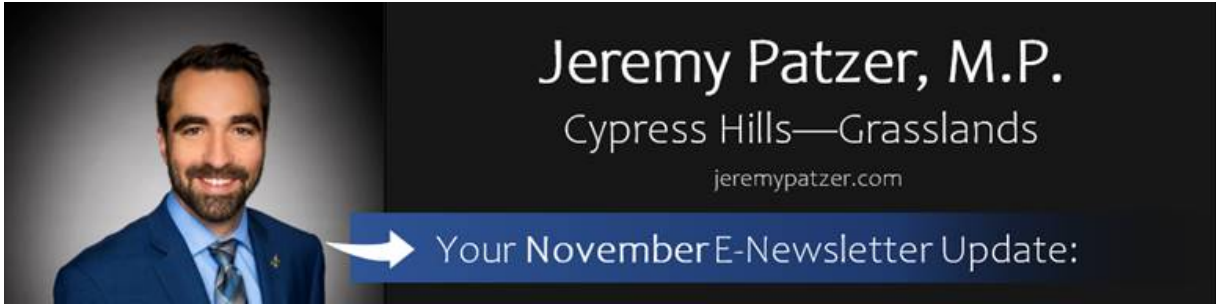 Jeremy Patzer, M.P.
Cypress Hills—Grasslands
jeremypatzer.com
Your November E-Newsletter Update: